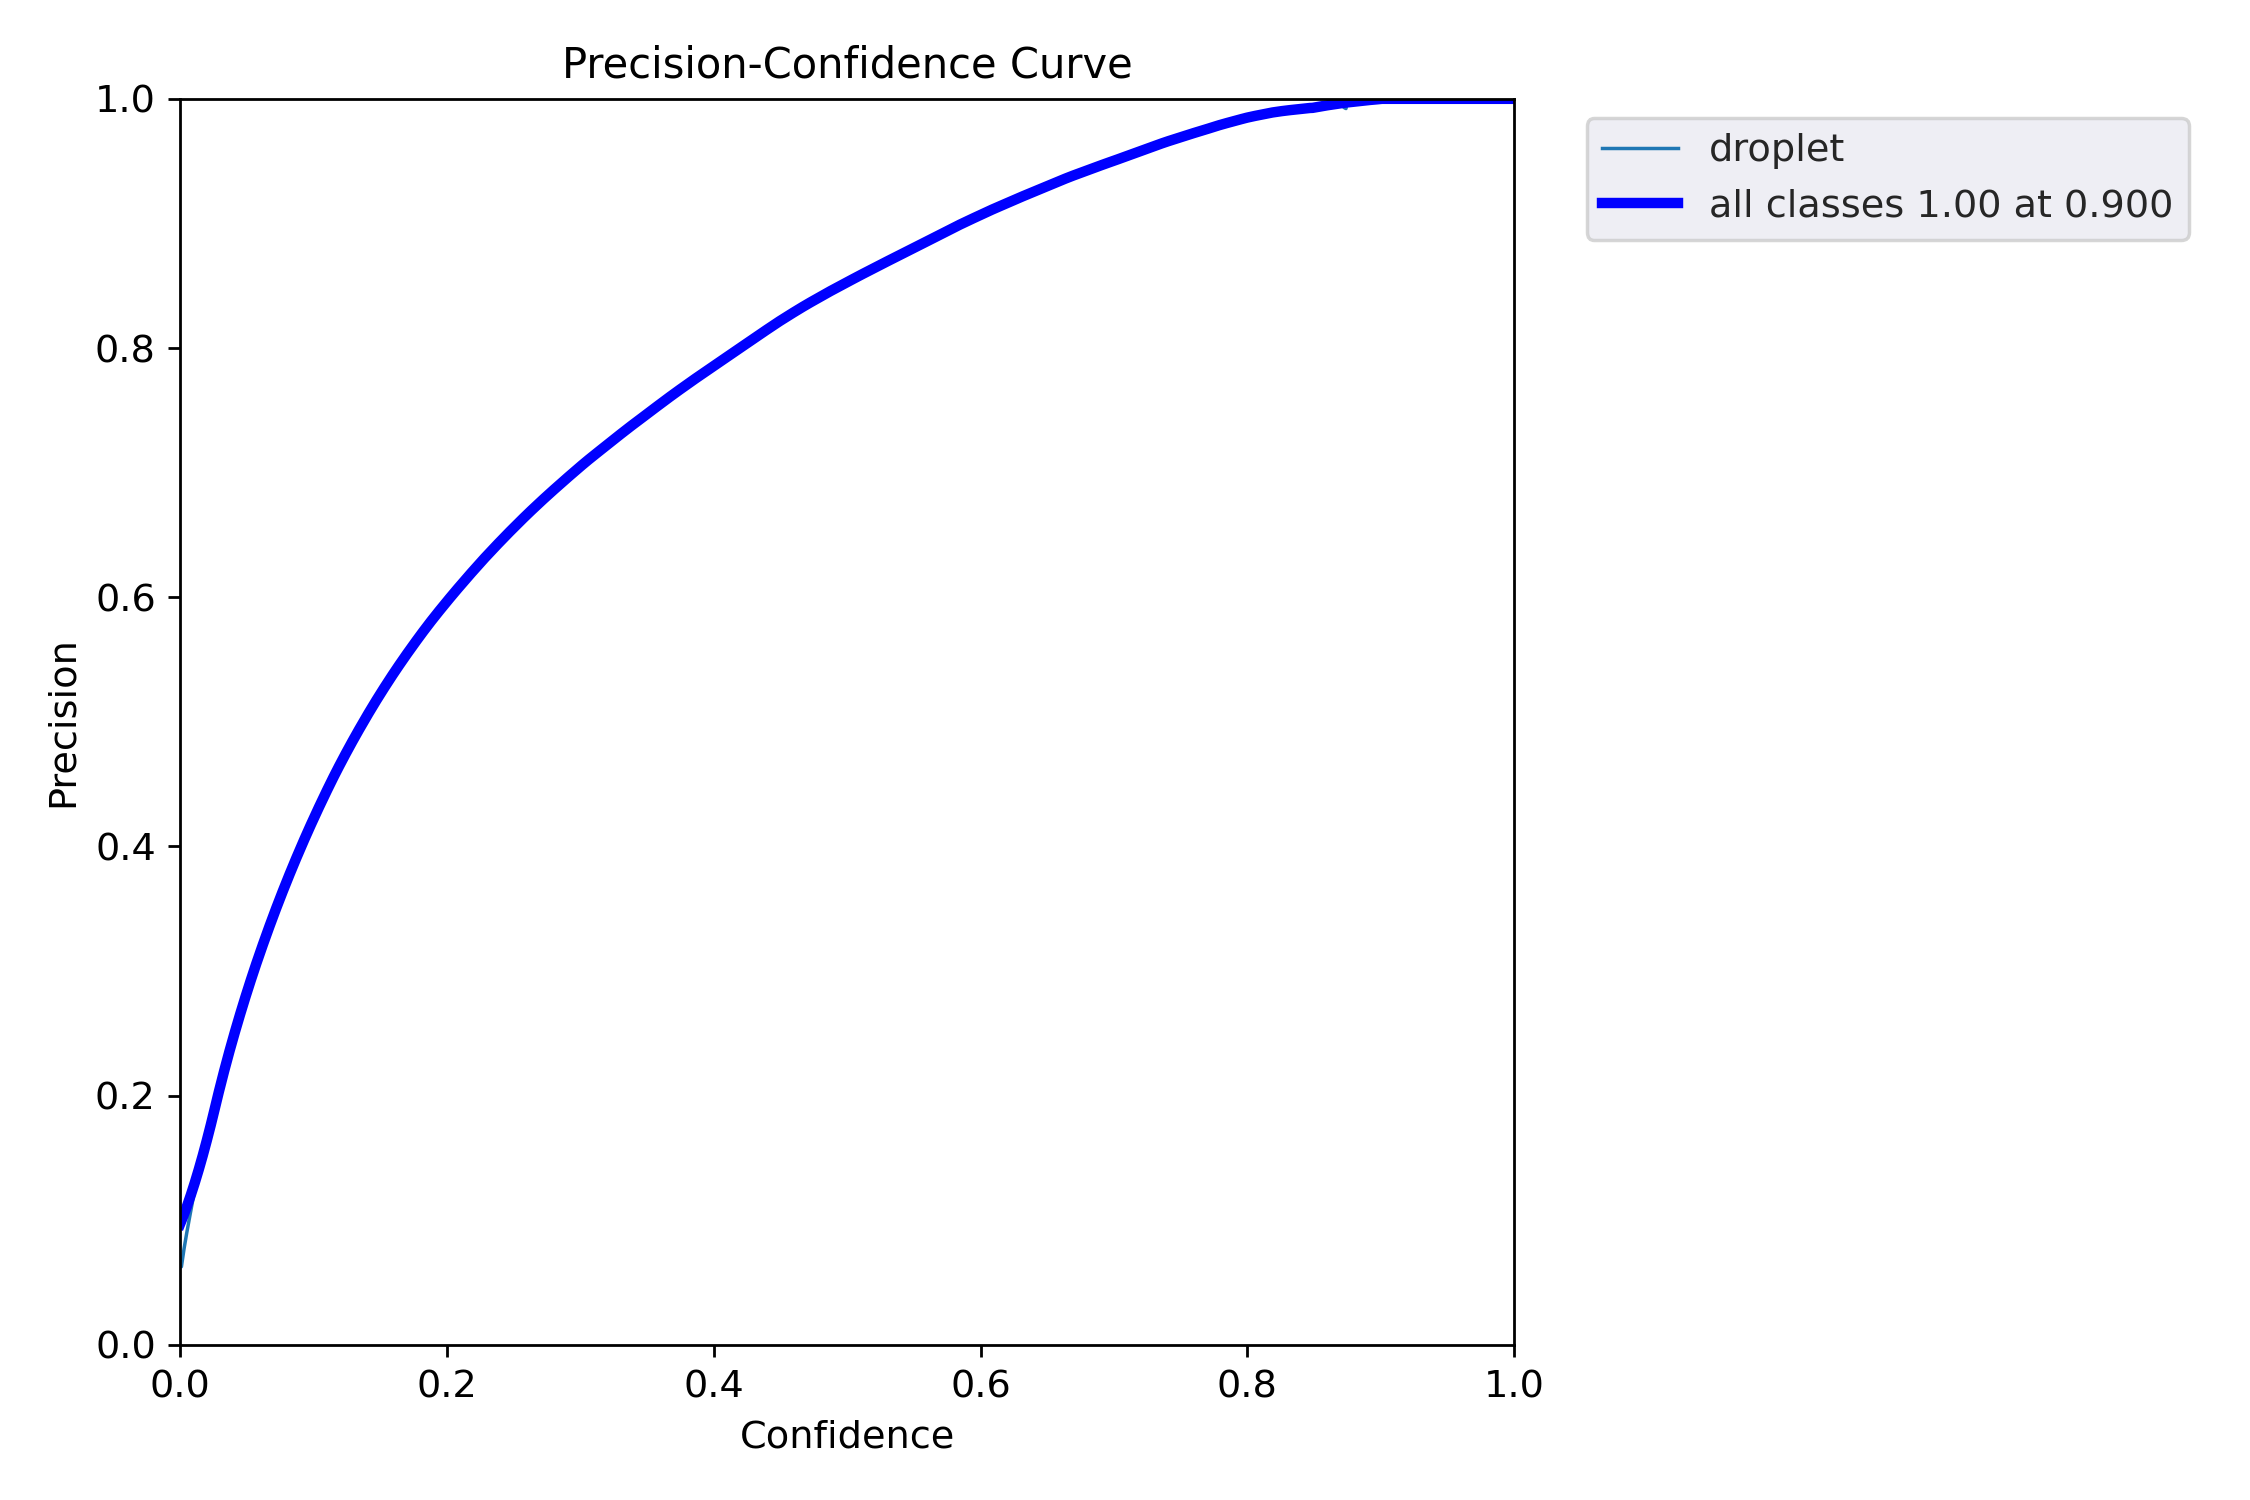 Precision-Confidence Curve
1.0
0.8
0.6
0.4
0.2
0.0
Precision
0.0 0.2 0.4 0.6 0.8 1.0
Confidence
droplet
all classes 1.00 at 0.900